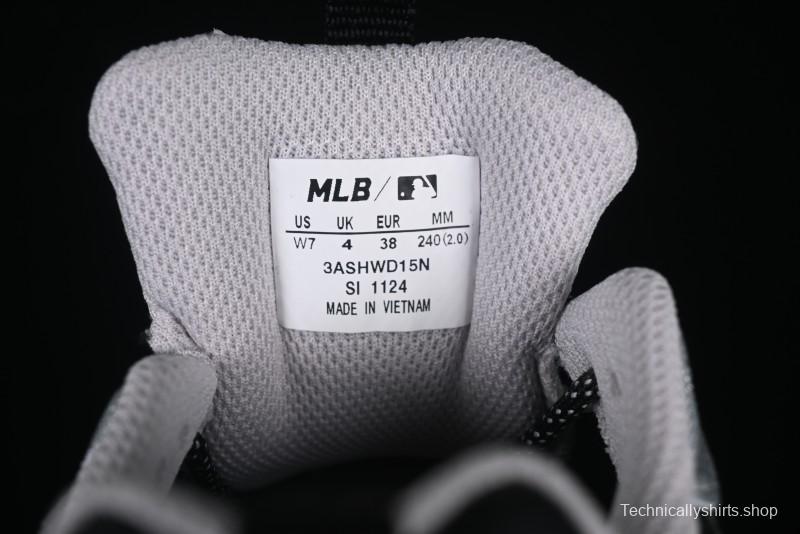 MLB /
US UK EUR MM
W7 4 38 240(2.0)
3ASHWD15N
SI 1124
MADE IN VIETNAM
Technicallyshirts.shop